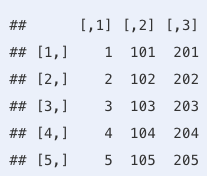 ##      [,1] [,2] [,3]
## [1,]    1  101  201
## [2,]    2  102  202
## [3,]    3  103  203
## [4,]    4  104  204
## [5,]    5  105  205